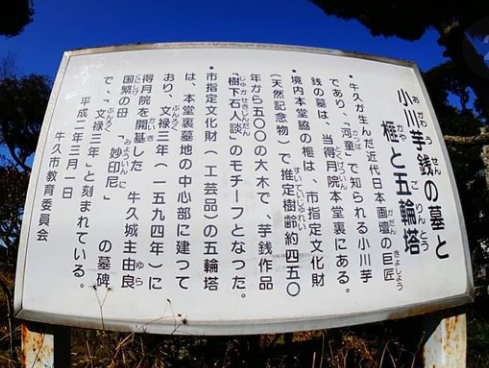 小川芋銭の墓と
榧と五輪塔
・牛久が生んだ近代日本画壇の巨匠
であり、「河童」で知られる小川芋
銭の墓は、当得月院本堂裏にある。
境内本堂脇の榧は、市指定文化財
(天然記念物)で推定樹齢約四五〇
年から五〇〇の大木で、芋銭作品
「樹下石人談」のモチーフとなった。
・市指定文化財(工芸品)の五輪塔
は、本堂裏墓地の中心部に建って
おり、文禄三年(一五九四年)に
得月院を開基した 牛久城主由良
国繁の母 「妙印尼」 の墓碑
で、「文禄三年」と刻まれている。
平成二年三月一日
牛久市教育委員会